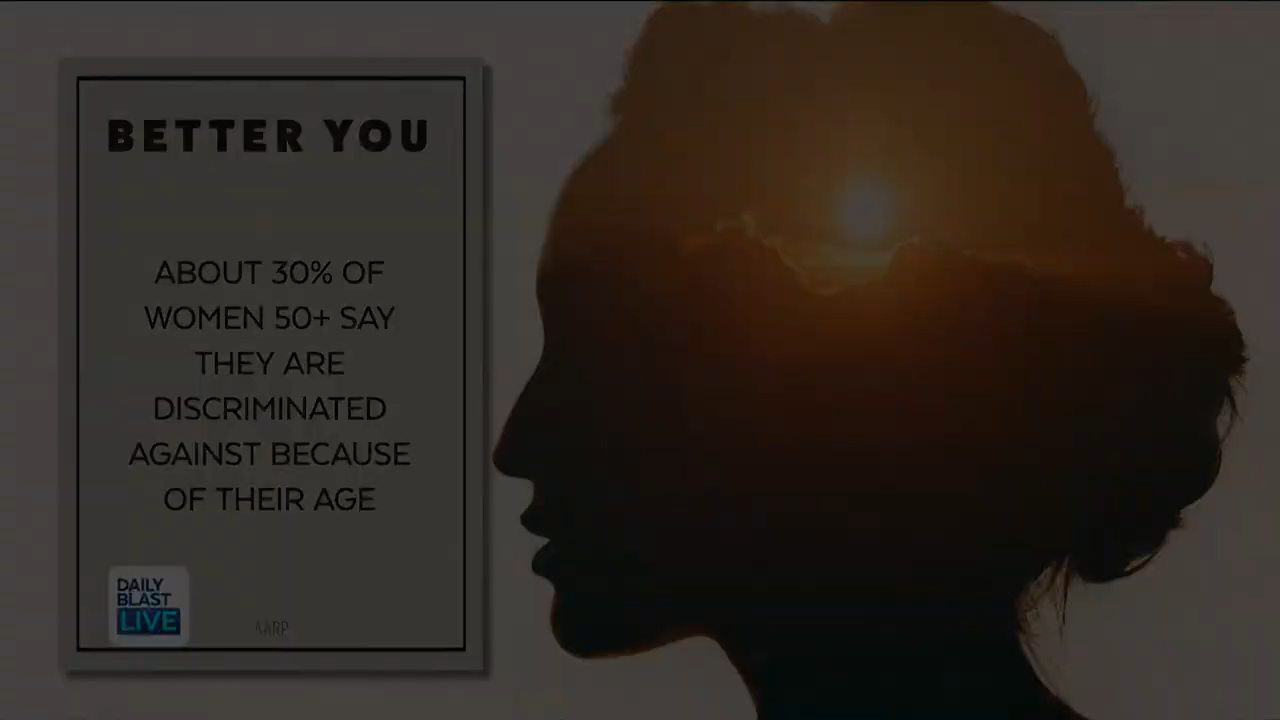 BETTER YOU
ABOUT 30% OF
WOMEN 50+ SAY
THEY ARE
DISCRIMINATED
AGAINST BECAUSE
OF THEIR AGE
DAILY
BLAST
LIVE
AARP